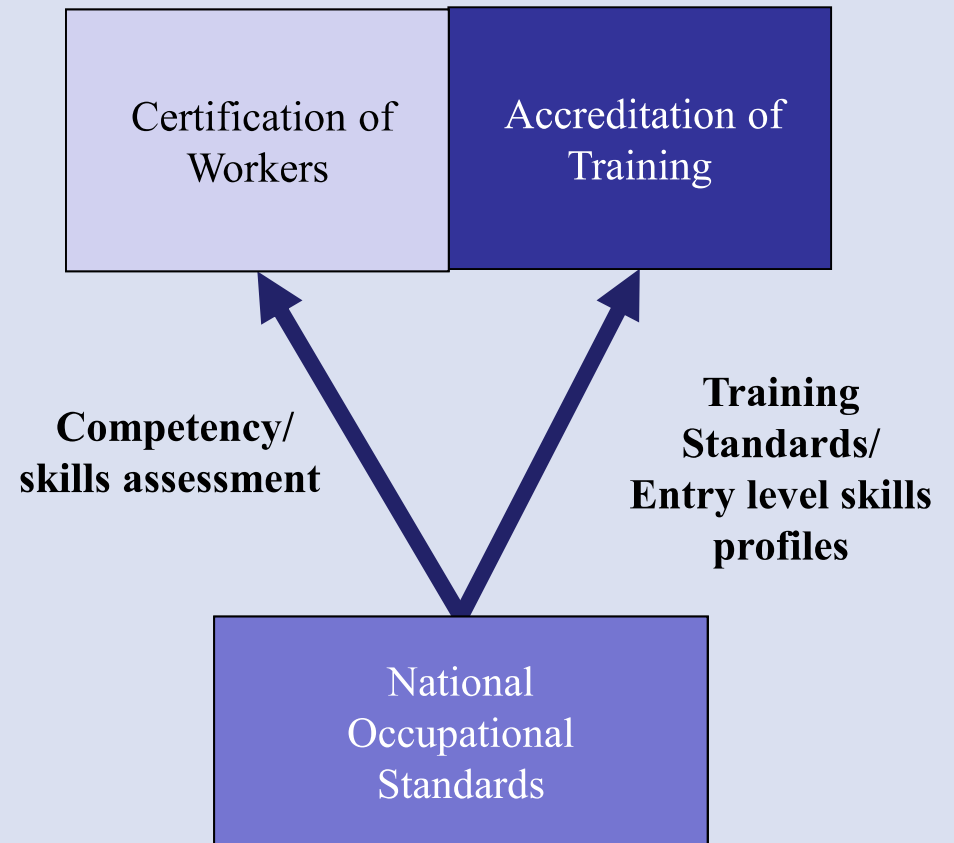 Certification of
Workers
Accreditation of
Training
Competency/
skills assessment
Training
Standards/
Entry level skills
profiles
National
Occupational
Standards